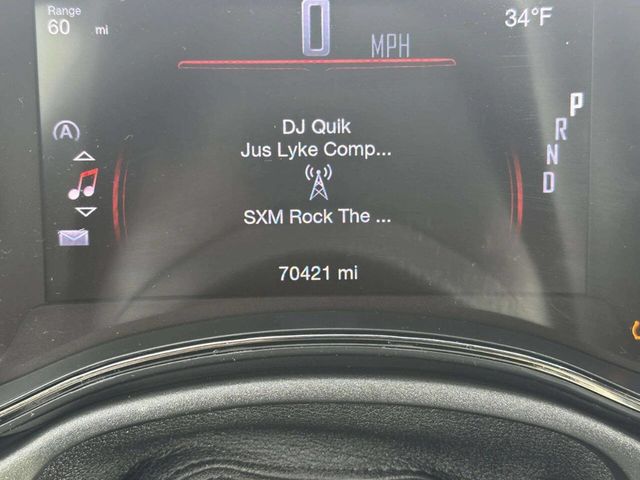 Range
60 mi
0 MPH
34°F
A
DJ Quik
Jus Lyke Comp...
SXM Rock The ...
70421 mi
P
R
N
D